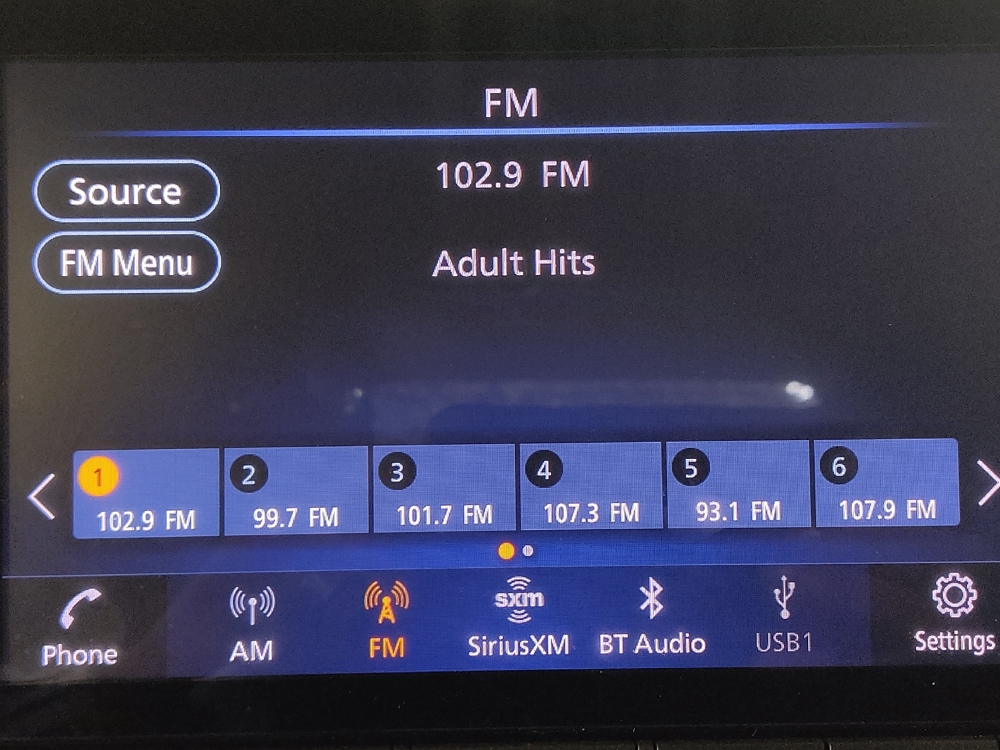 FM
Source
102.9 FM
FM Menu
Adult Hits
1
102.9 FM
2
99.7 FM
3
101.7 FM
4
107.3 FM
5
93.1 FM
6
107.9 FM
Phone
AM
FM
sxm
SiriusXM
BT Audio
USB1
Settings